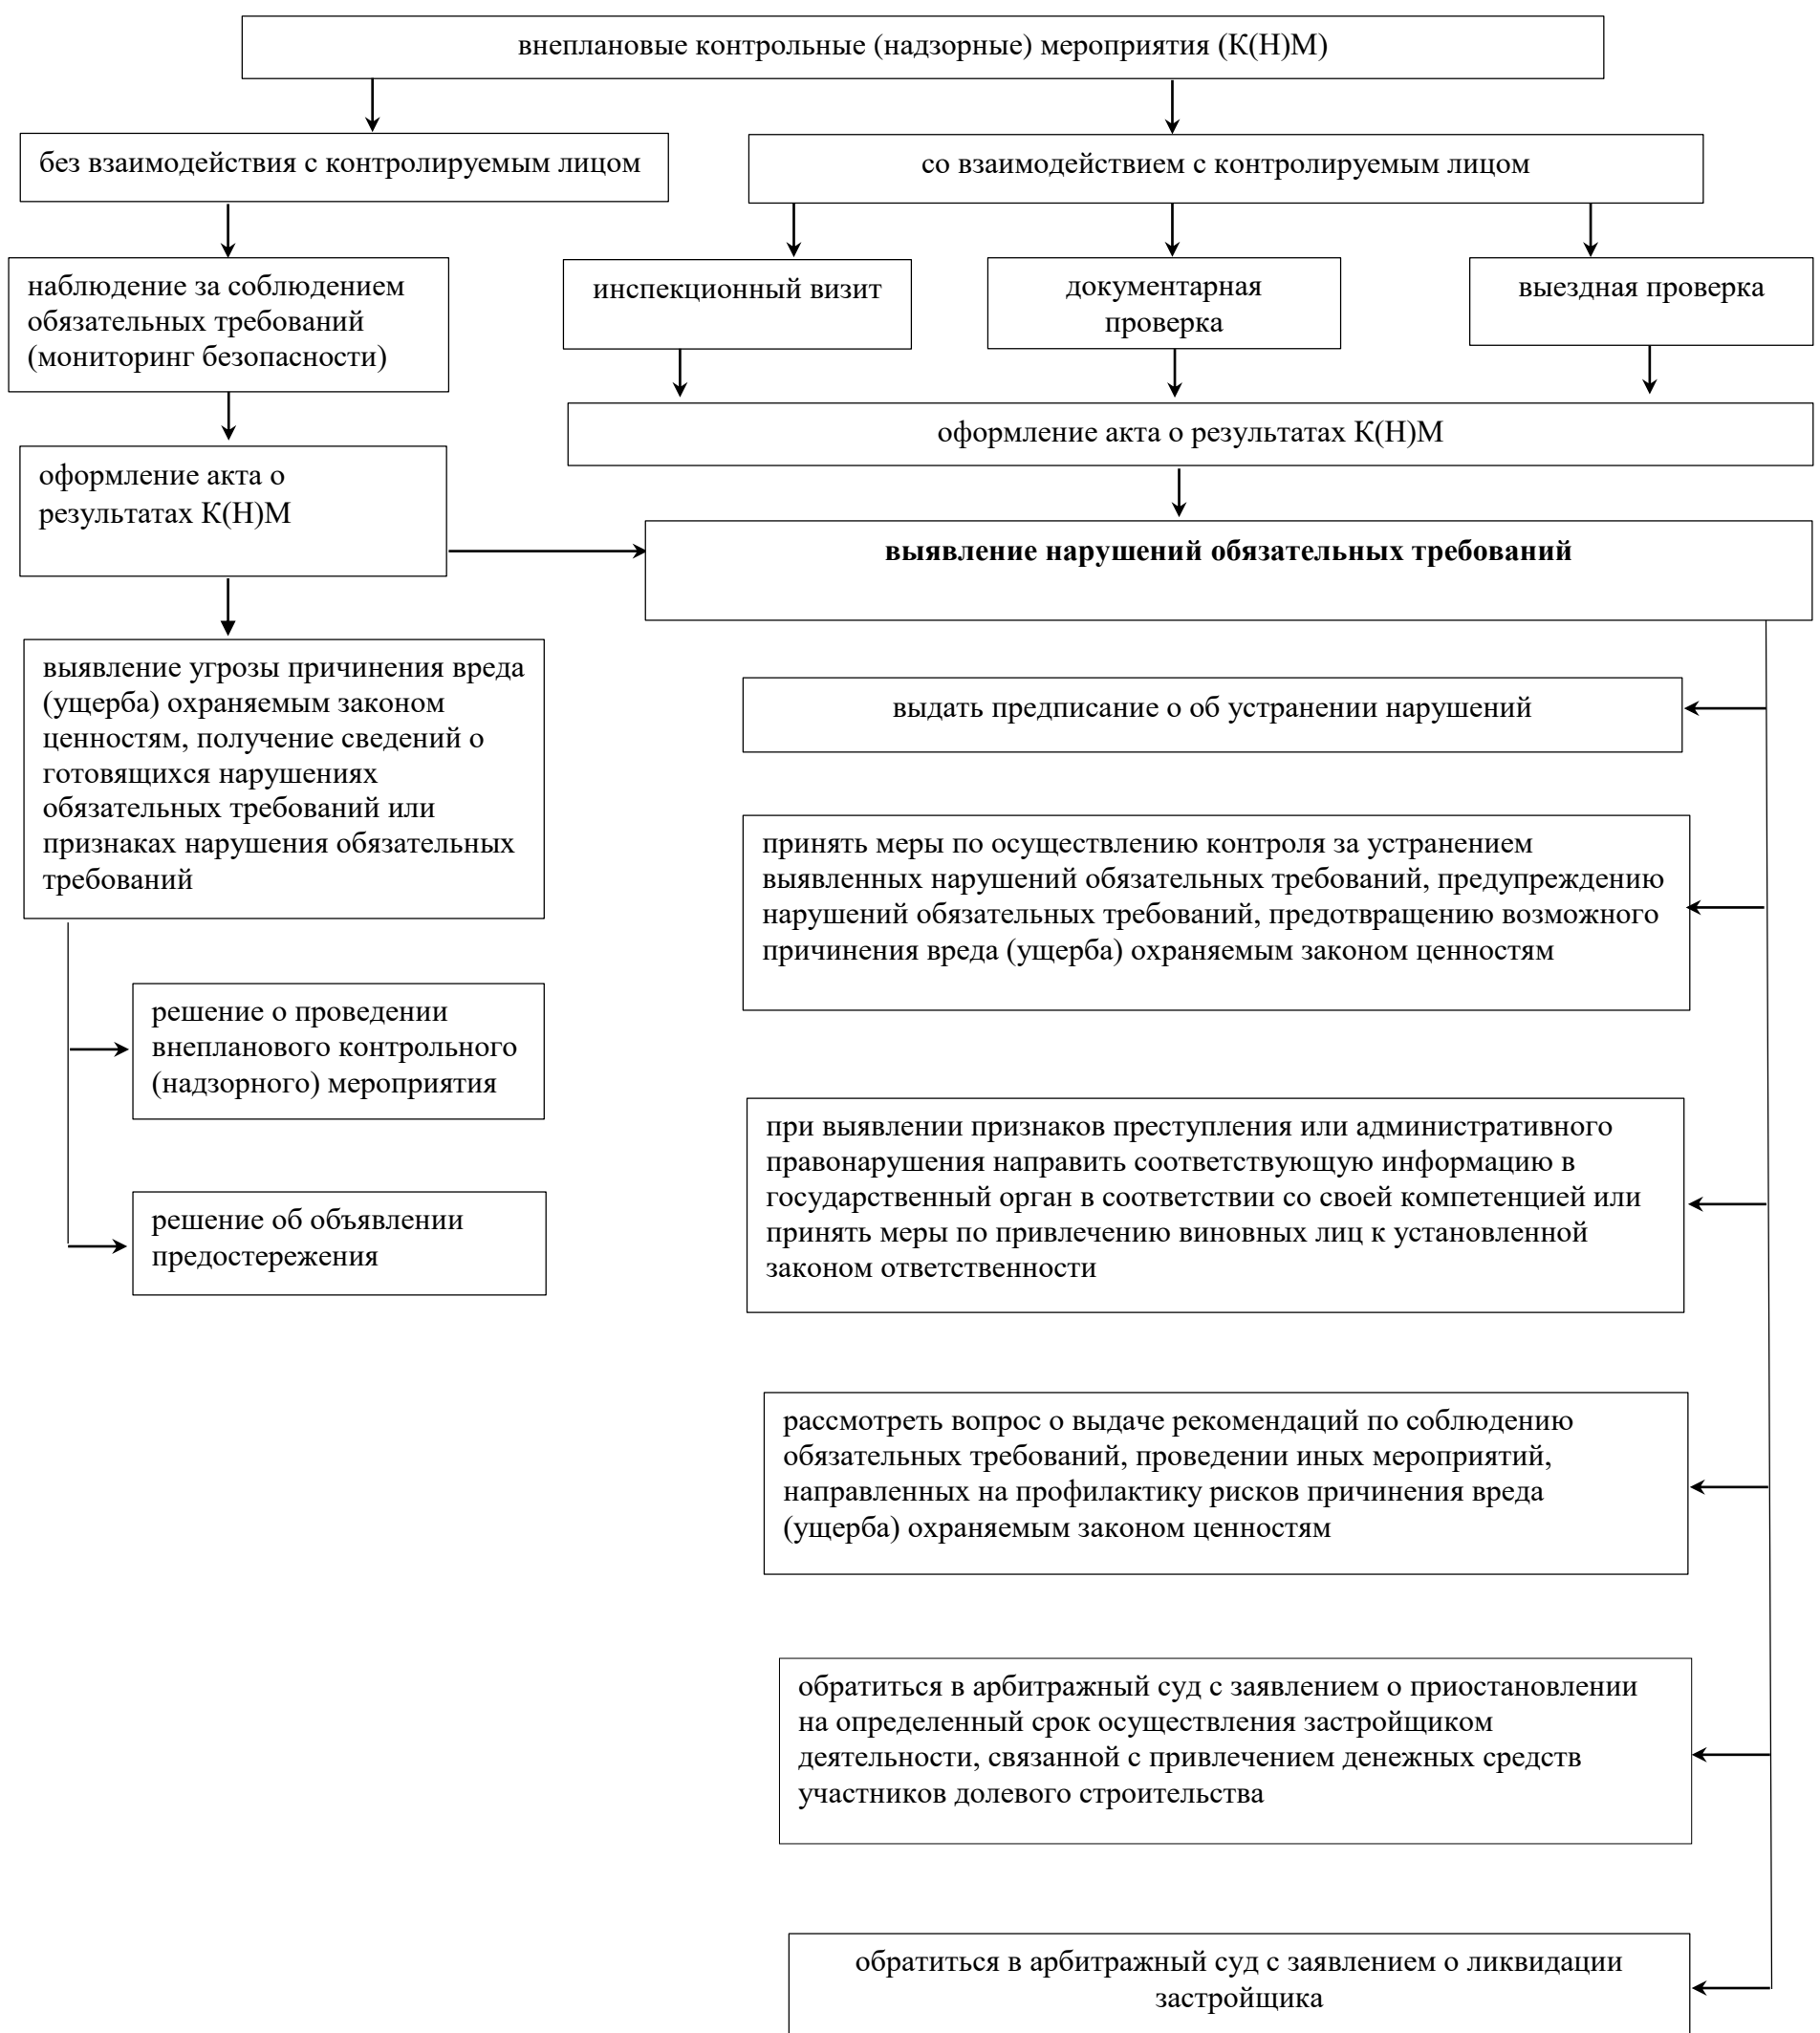 внеплановые контрольные (надзорные) мероприятия (К(Н)М)
без взаимодействия с контролируемым лицом
со взаимодействием с контролируемым лицом
наблюдение за соблюдением
обязательных требований
(мониторинг безопасности)
инспекционный визит
документарная
проверка
выездная проверка
оформление акта о результатах К(Н)М
оформление акта о
результатах К(Н)М
выявление нарушений обязательных требований
выявление угрозы причинения вреда
(ущерба) охраняемым законом
ценностям, получение сведений о
готовящихся нарушениях
обязательных требований или
признаках нарушения обязательных
требований
решение о проведении
внепланового контрольного
(надзорного) мероприятия
решение об объявлении
предостережения
выдать предписание о об устранении нарушений
принять меры по осуществлению контроля за устранением
выявленных нарушений обязательных требований, предупреждению
нарушений обязательных требований, предотвращению возможного
причинения вреда (ущерба) охраняемым законом ценностям
при выявлении признаков преступления или административного
правонарушения направить соответствующую информацию в
государственный орган в соответствии со своей компетенцией или
принять меры по привлечению виновных лиц к установленной
законом ответственности
рассмотреть вопрос о выдаче рекомендаций по соблюдению
обязательных требований, проведении иных мероприятий,
направленных на профилактику рисков причинения вреда
(ущерба) охраняемым законом ценностям
обратиться в арбитражный суд с заявлением о приостановлении
на определенный срок осуществления застройщиком
деятельности, связанной с привлечением денежных средств
участников долевого строительства
обратиться в арбитражный суд с заявлением о ликвидации
застройщика